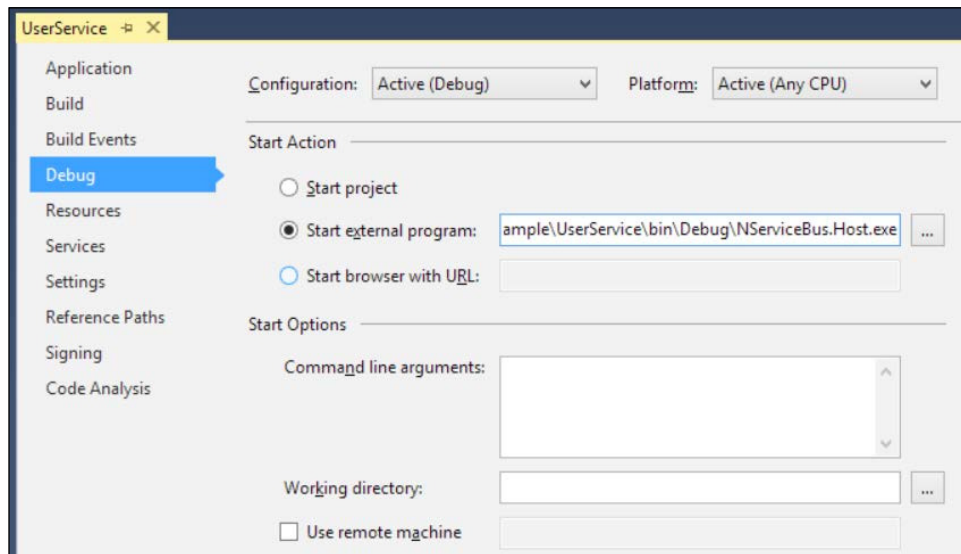 UserService
Application
Build
Build Events
Debug
Resources
Services
Settings
Reference Paths
Signing
Code Analysis
Configuration: Active (Debug) Platform: Active (Any CPU)
Start Action
Start project
Start external program: ample\UserService\bin\Debug\NServiceBus.Host.exe ...
Start browser with URL:
Start Options
Command line arguments:
Working directory: ...
Use remote machine